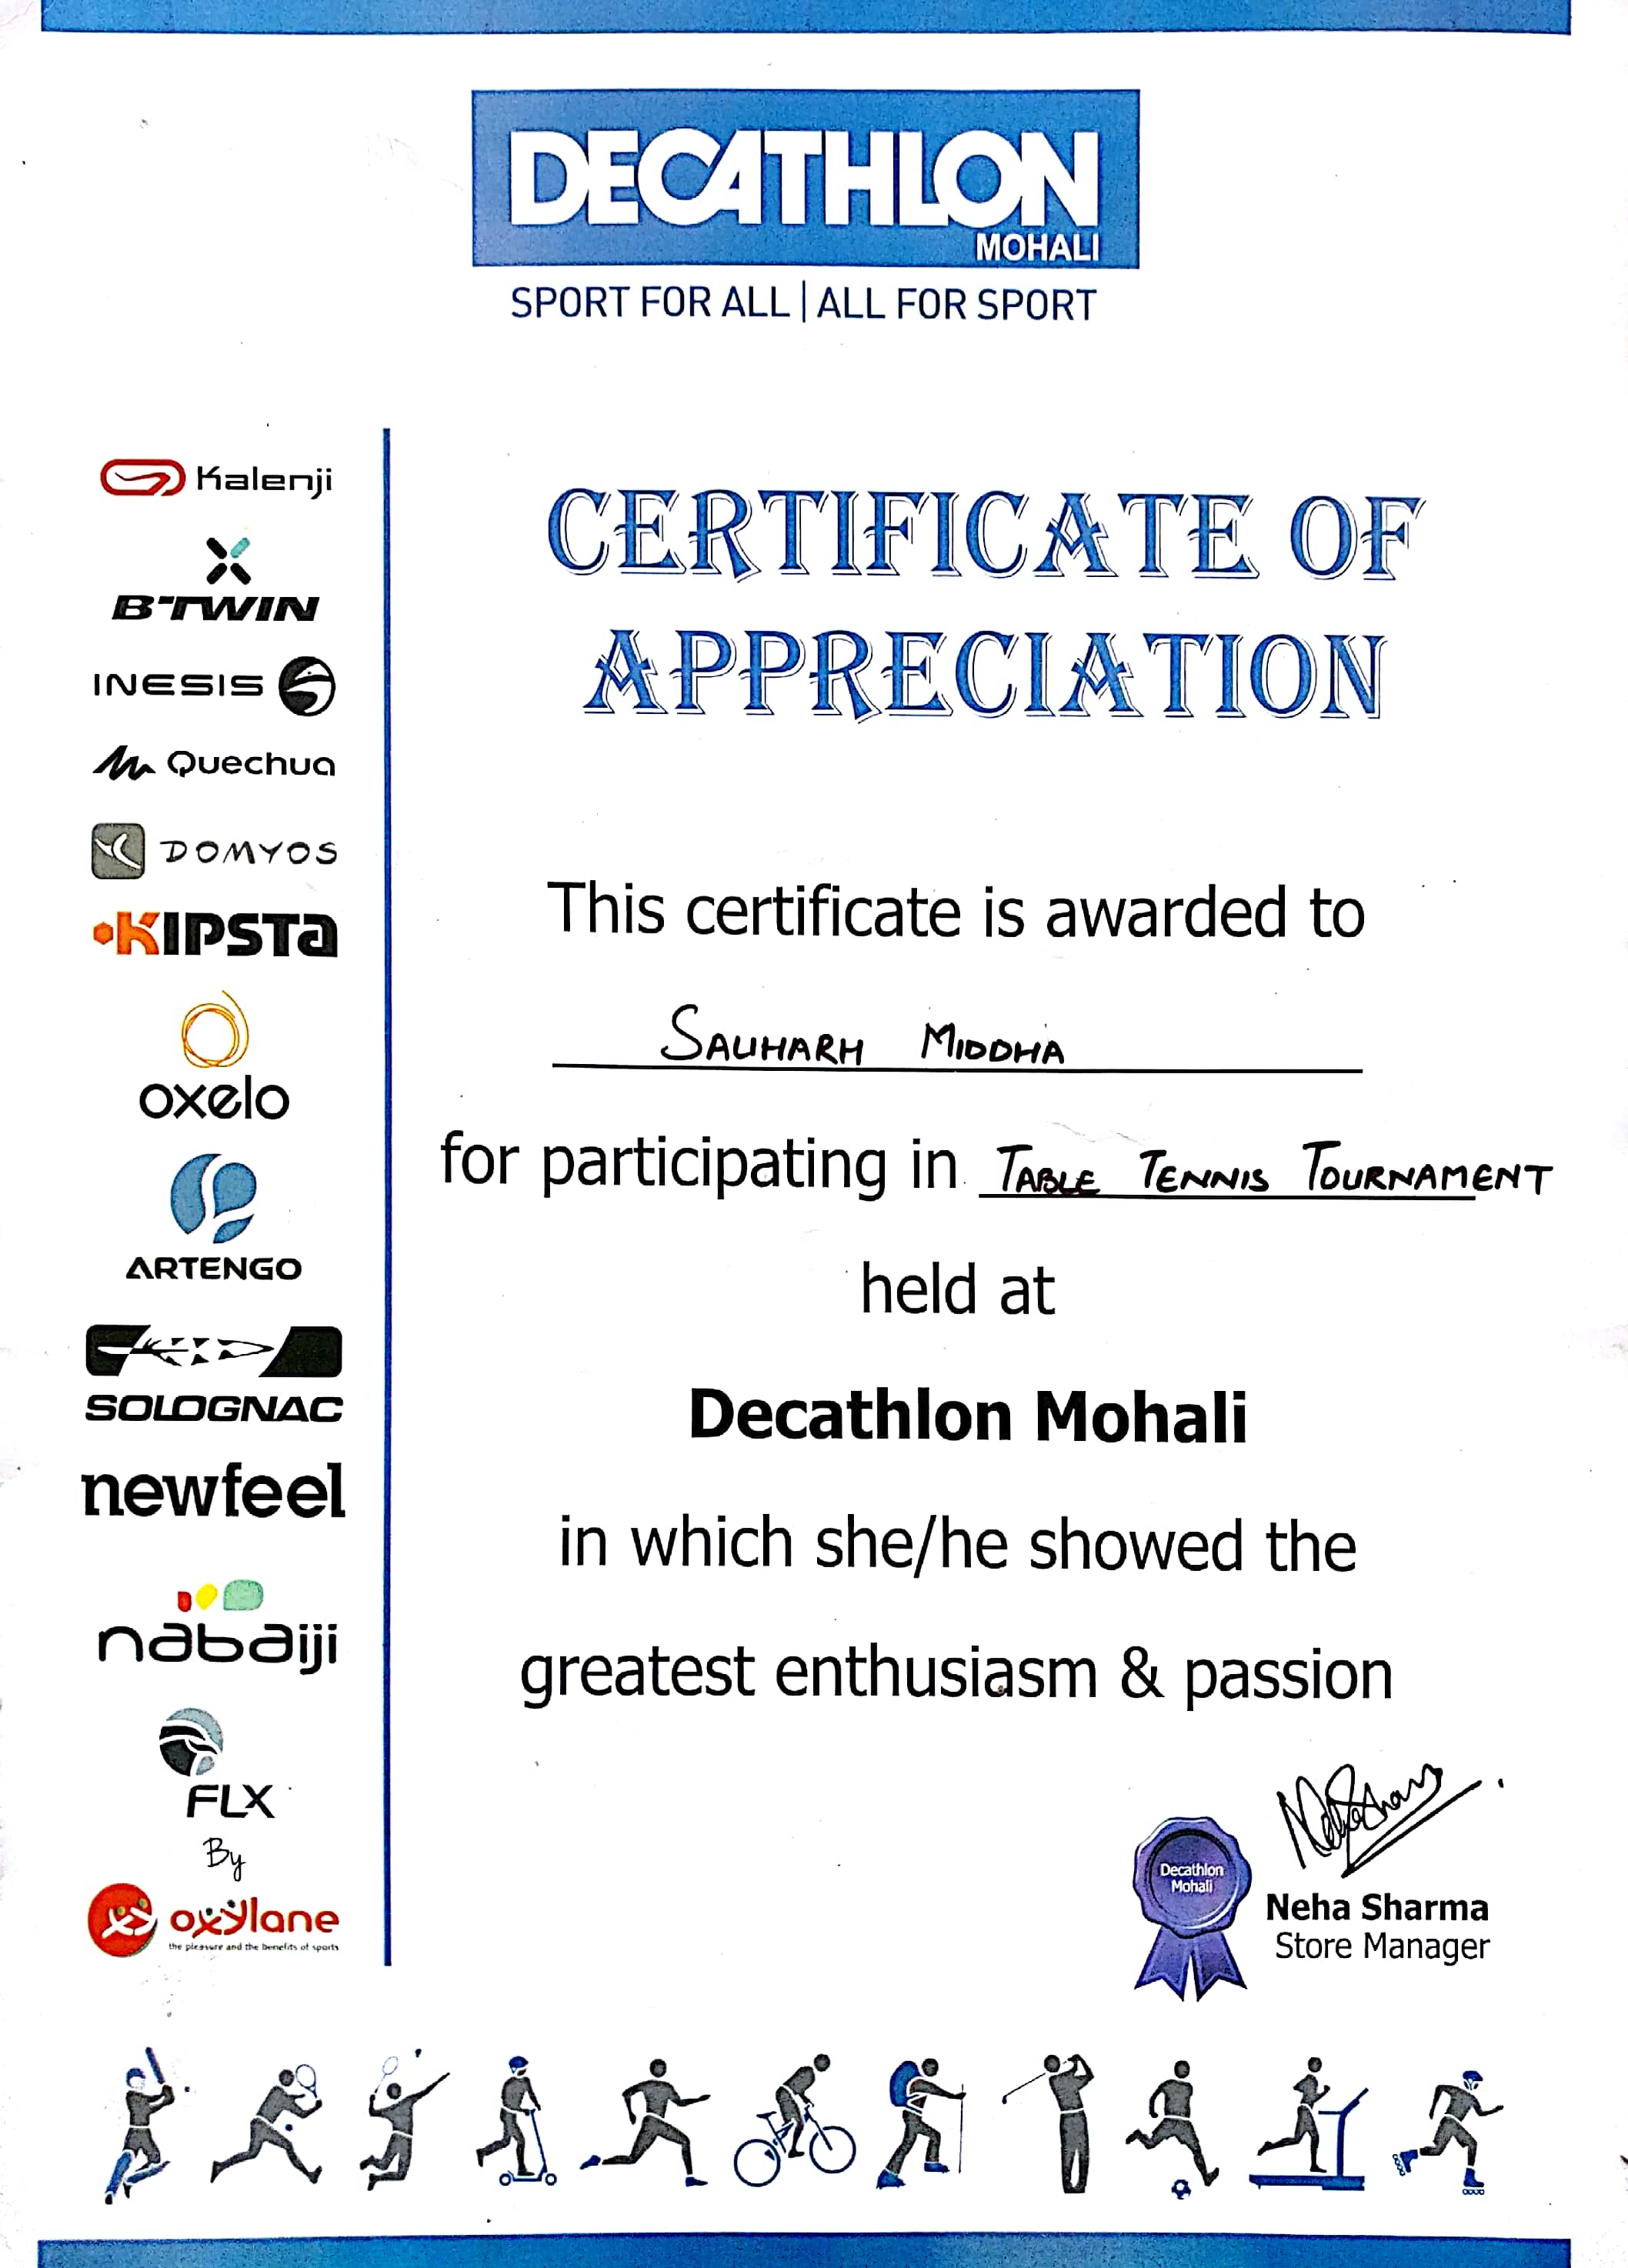 DECATHLON
MOHALI
SPORT FOR ALL | ALL FOR SPORT
Kalenji
B'TWIN
INESIS
Quechua
DOMYOS
KIPSTA
oxelo
ARTENGO
SOLOGNAC
newfeel
nabaiji
FLX
By
oxylane
the pleasure and the benefits of sports
CERTIFICATE OF
APPRECIATION
This certificate is awarded to
SAUHARH MIDDHA
for participating in TABLE TENNIS TOURNAMENT
held at
Decathlon Mohali
in which she/he showed the
greatest enthusiasm & passion
Decathlon
Mohali
Neha Sharma
Neha Sharma
Store Manager